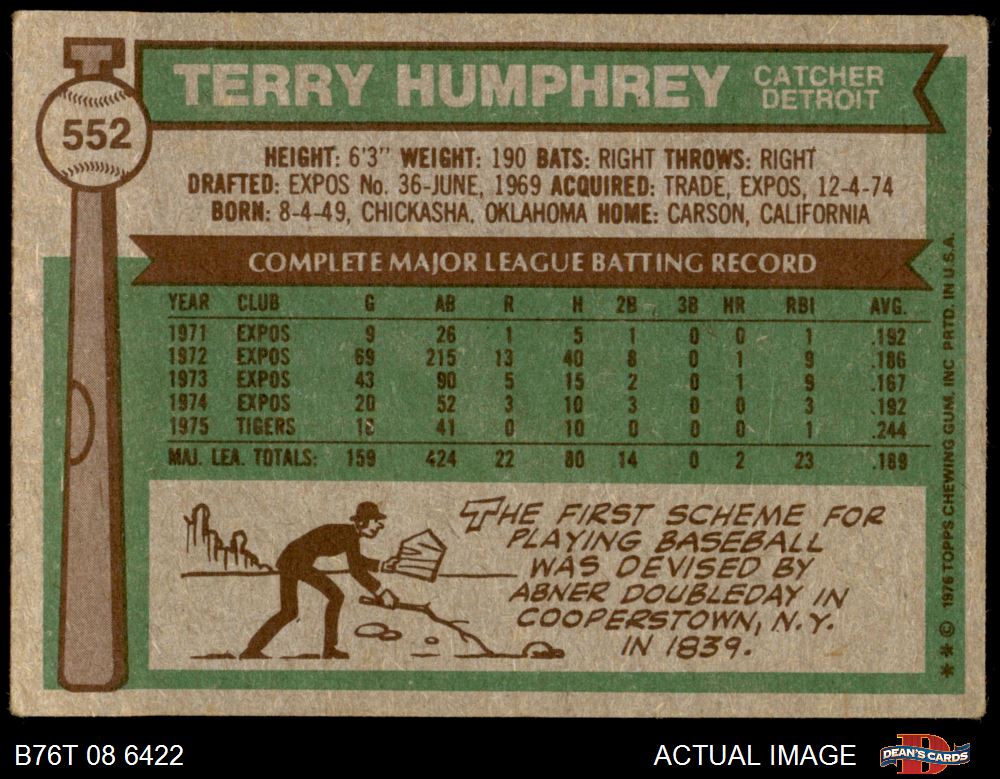 552
TERRY HUMPHREY CATCHER DETROIT
HEIGHT: 6'3" WEIGHT: 190 BATS: RIGHT THROWS: RIGHT
DRAFTED: EXPOS No. 36-JUNE, 1969 ACQUIRED: TRADE, EXPOS, 12-4-74
BORN: 8-4-49, CHICKASHA, OKLAHOMA HOME: CARSON, CALIFORNIA
COMPLETE MAJOR LEAGUE BATTING RECORD
YEAR CLUB G AB R H 2B 3B HR RBI AVG.
1971 EXPOS 9 26 1 5 1 0 0 1 .192
1972 EXPOS 69 215 13 40 8 0 1 9 .186
1973 EXPOS 43 90 5 15 2 0 1 9 .167
1974 EXPOS 20 52 3 10 3 0 0 3 .192
1975 TIGERS 18 41 0 10 0 0 0 1 .244
MAJ. LEA. TOTALS: 159 424 22 80 14 0 2 23 .189
THE FIRST SCHEME FOR
PLAYING BASEBALL
WAS DEVISED BY
ABNER DOUBLEDAY IN
COOPERSTOWN, N.Y.
IN 1839.
** © 1976 TOPPS CHEWING GUM, INC PRTD. IN U.S.A.
B76T 08 6422
ACTUAL IMAGE
DEAN'S CARDS